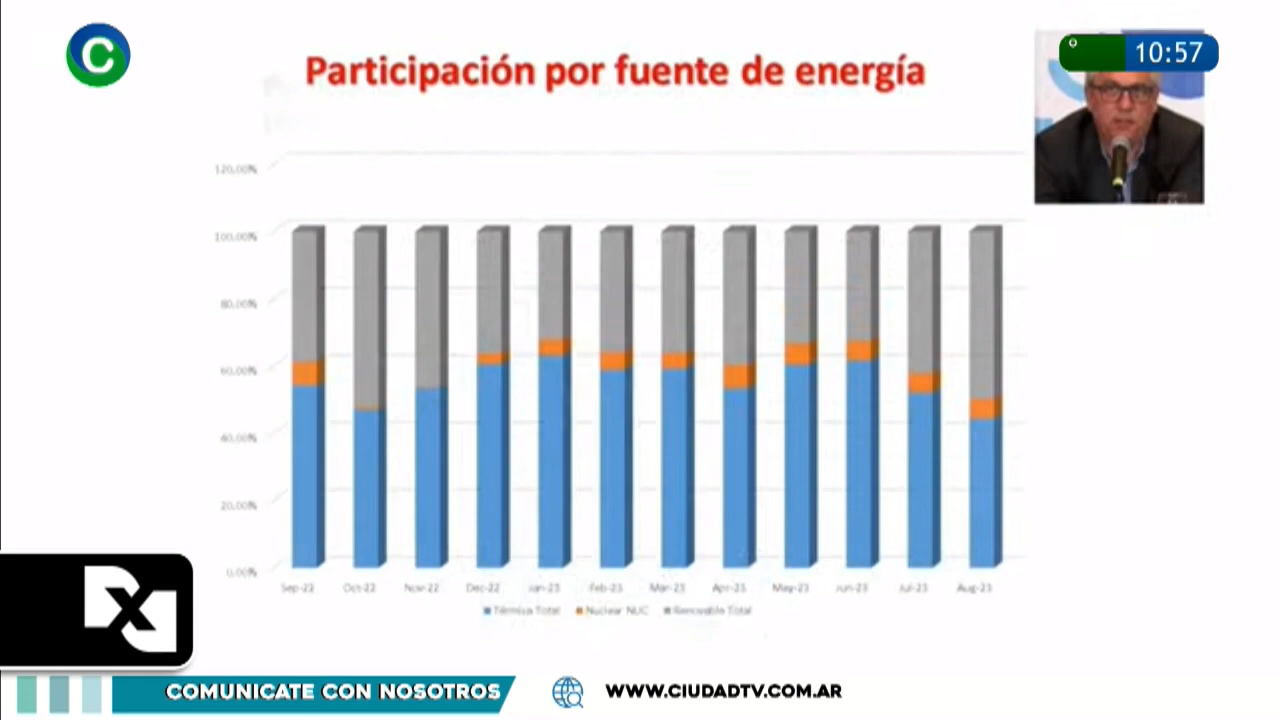 C
10:57
Participación por fuente de energía
120,00%
100,00%
80,00%
60,00%
40,00%
20,00%
0,00%
Sep-22 Oct-22 Nov-22 Dec-22 Jan-23 Feb-23 Mar-23 Apr-23 May-23 Jun-23 Jul-23 Aug-23
Térmica Total Nuclear NUC Renovable Total
COMUNICATE CON NOSOTROS WWW.CIUDADTV.COM.AR